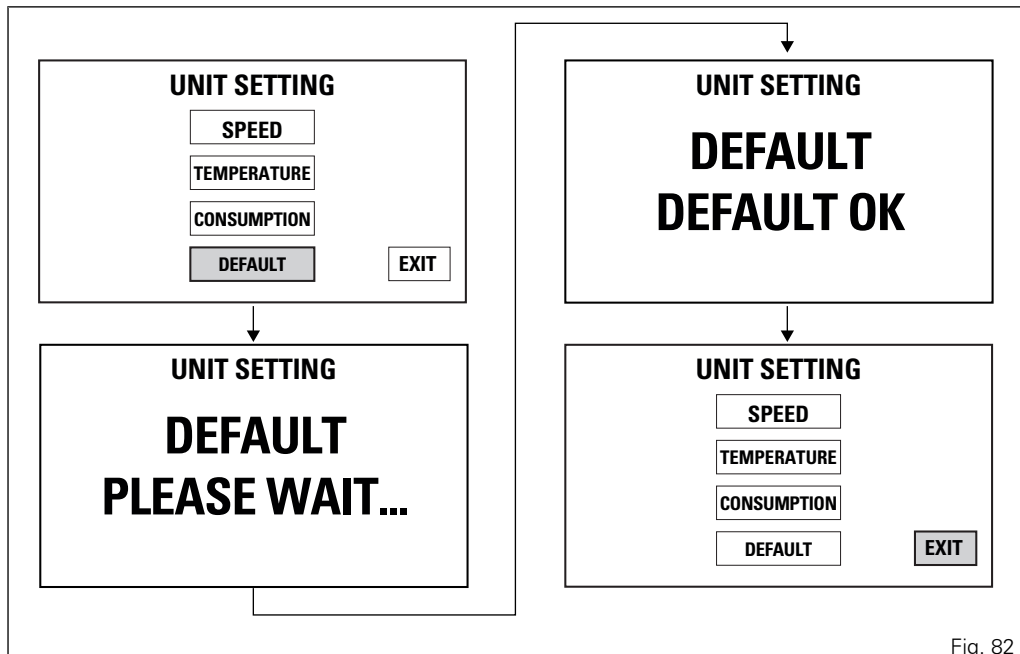 UNIT SETTING
SPEED
TEMPERATURE
CONSUMPTION
DEFAULT EXIT
UNIT SETTING
DEFAULT
PLEASE WAIT...
UNIT SETTING
DEFAULT
DEFAULT OK
UNIT SETTING
SPEED
TEMPERATURE
CONSUMPTION
DEFAULT EXIT
Fig. 82